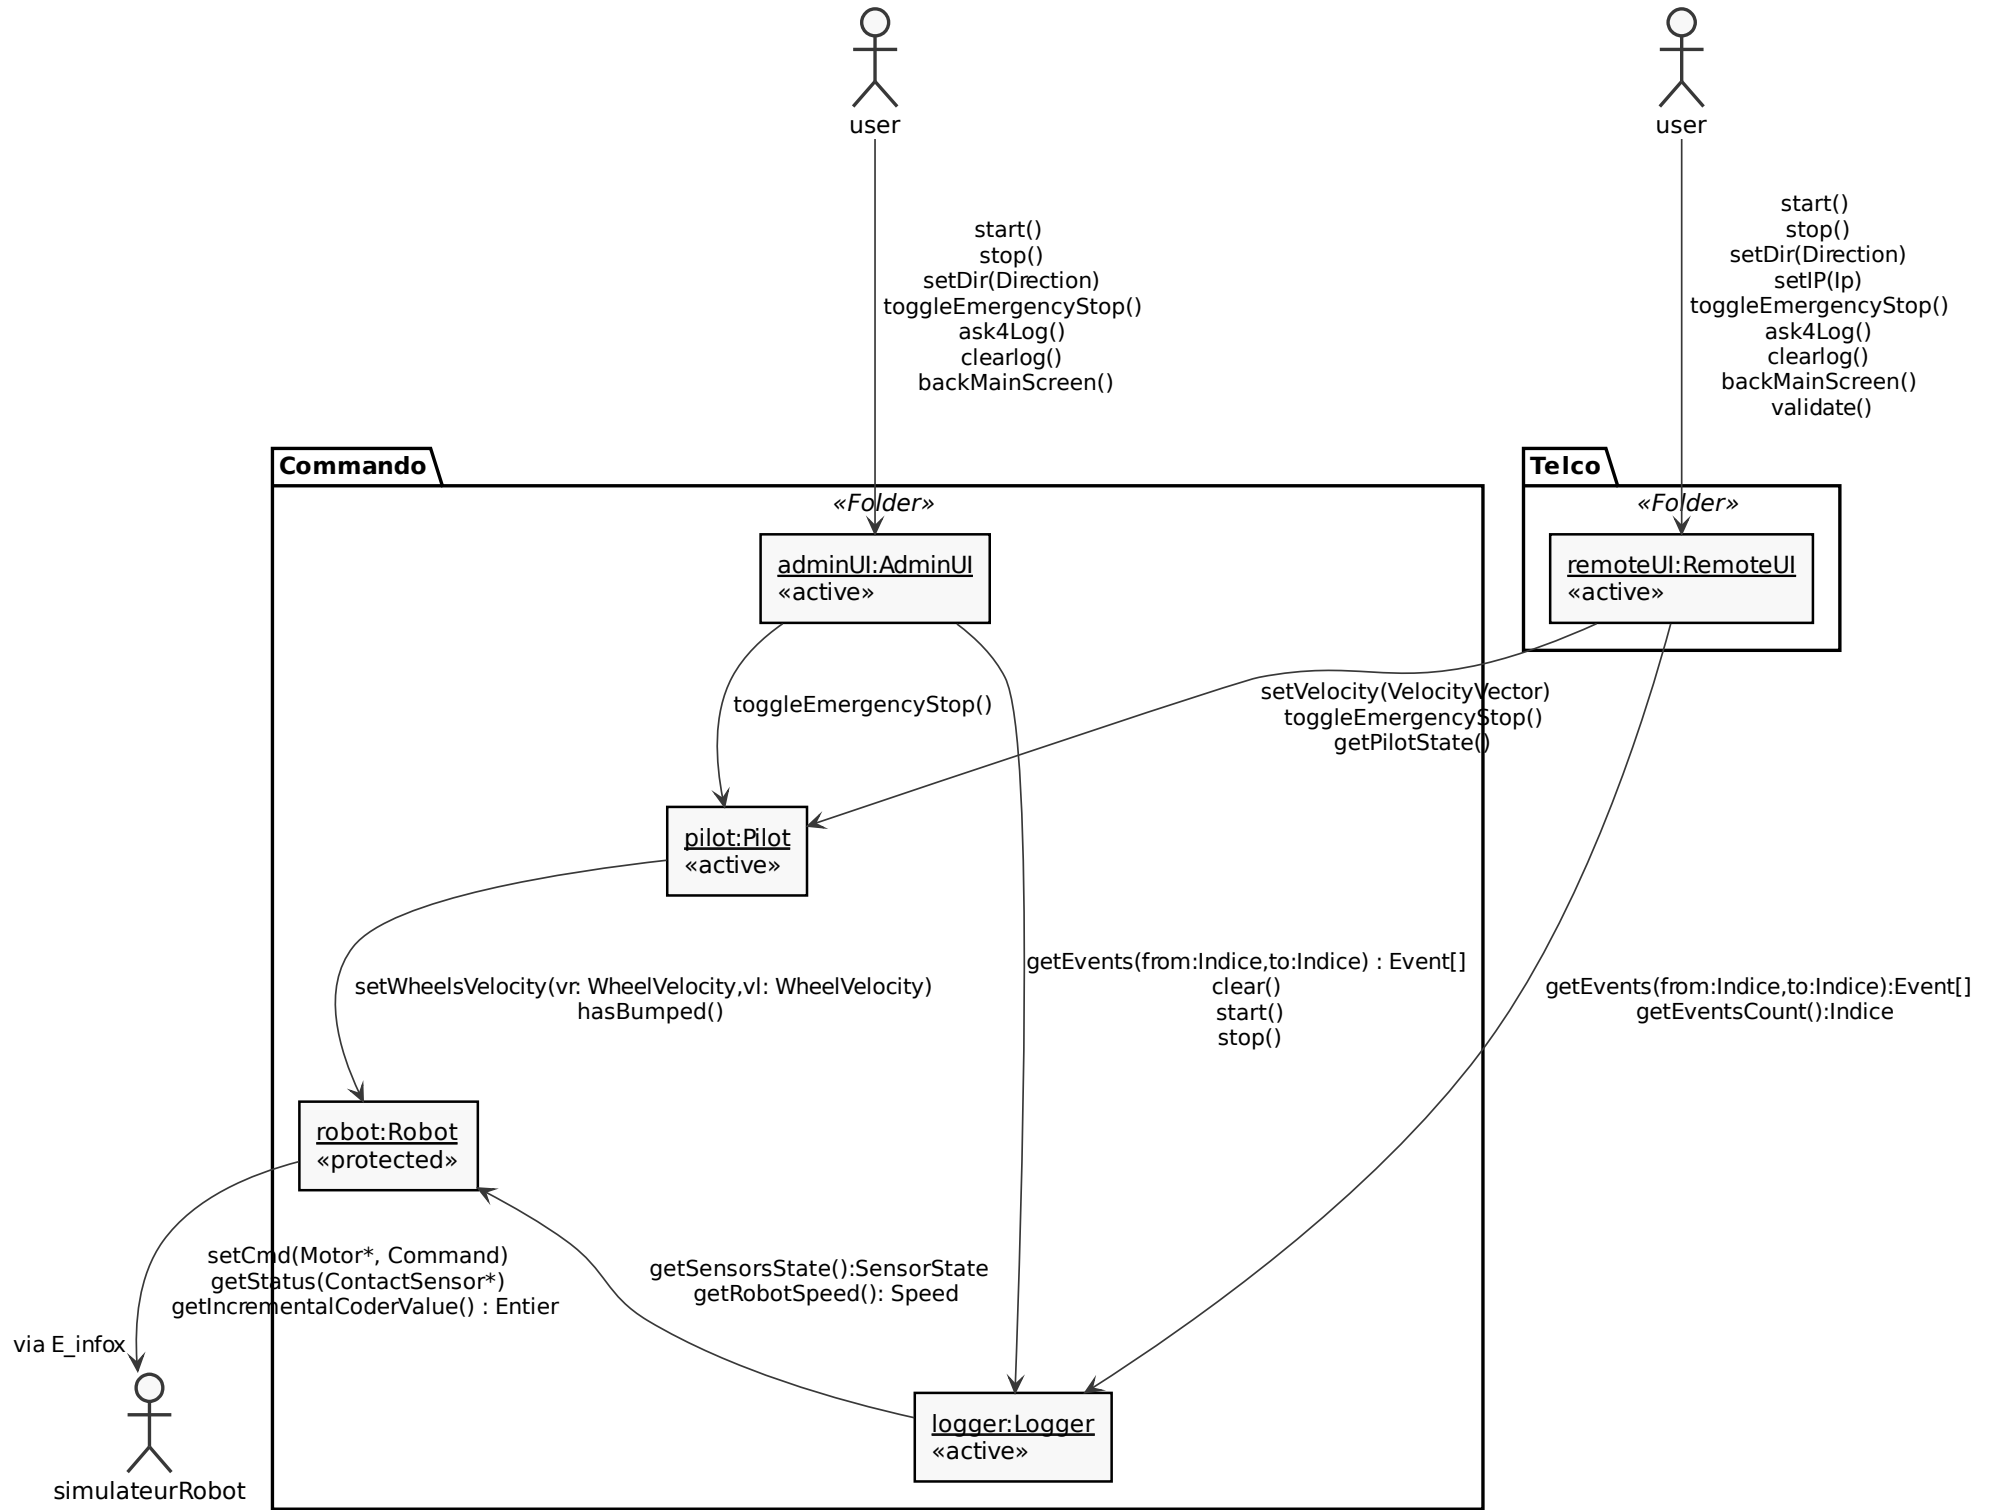 user
user
start()
stop()
setDir(Direction)
toggleEmergencyStop()
ask4Log()
clearlog()
backMainScreen()
start()
stop()
setDir(Direction)
setIP(Ip)
toggleEmergencyStop()
ask4Log()
clearlog()
backMainScreen()
validate()
Commando
«Folder»
Telco
«Folder»
adminUI:AdminUI
«active»
remoteUI:RemoteUI
«active»
toggleEmergencyStop()
setVelocity(VelocityVector)
toggleEmergencyStop()
getPilotState()
pilot:Pilot
«active»
setWheelsVelocity(vr: WheelVelocity,vl: WheelVelocity)
hasBumped()
getEvents(from:Indice,to:Indice) : Event[]
clear()
start()
stop()
getEvents(from:Indice,to:Indice):Event[]
getEventsCount():Indice
robot:Robot
«protected»
setCmd(Motor*, Command)
getStatus(ContactSensor*)
getIncrementalCoderValue() : Entier
getSensorsState():SensorState
getRobotSpeed(): Speed
via E_infox
logger:Logger
«active»
simulateurRobot